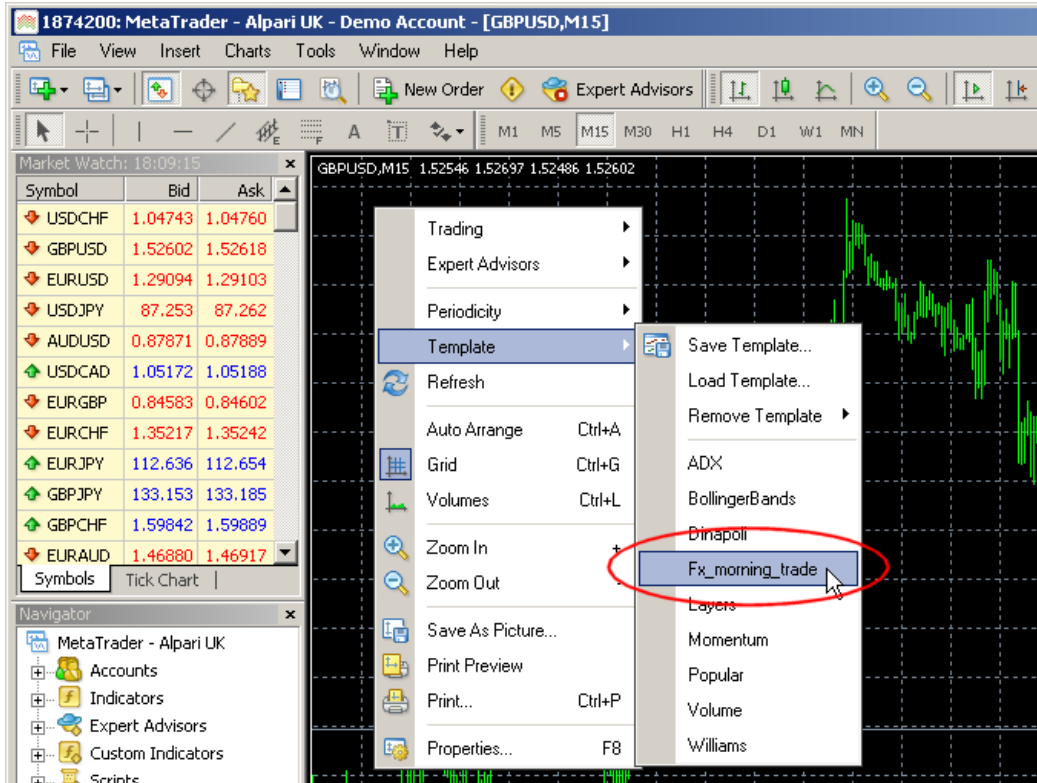 1874200: MetaTrader - Alpari UK - Demo Account - [GBPUSD,M15]
File View Insert Charts Tools Window Help
New Order Expert Advisors
E F A T M1 M5 M15 M30 H1 H4 D1 W1 MN
Market Watch: 18:09:15 x
Symbol Bid Ask
USDCHF 1.04743 1.04760
GBPUSD 1.52602 1.52618
EURUSD 1.29094 1.29103
USDJPY 87.253 87.262
AUDUSD 0.87871 0.87889
USDCAD 1.05172 1.05188
EURGBP 0.84583 0.84602
EURCHF 1.35217 1.35242
EURJPY 112.636 112.654
GBPJPY 133.153 133.185
GBPCHF 1.59842 1.59889
EURAUD 1.46880 1.46917
Symbols Tick Chart
Navigator x
MetaTrader - Alpari UK
Accounts
Indicators
Expert Advisors
Custom Indicators
Scripts
GBPUSD,M15 1.52546 1.52697 1.52486 1.52602
Trading
Expert Advisors
Periodicity
Template
Refresh
Auto Arrange Ctrl+A
Grid Ctrl+G
Volumes Ctrl+L
Zoom In +
Zoom Out -
Save As Picture...
Print Preview
Print... Ctrl+P
Properties... F8
Save Template...
Load Template...
Remove Template
ADX
BollingerBands
Dinapoli
Fx_morning_trade
Layers
Momentum
Popular
Volume
Williams